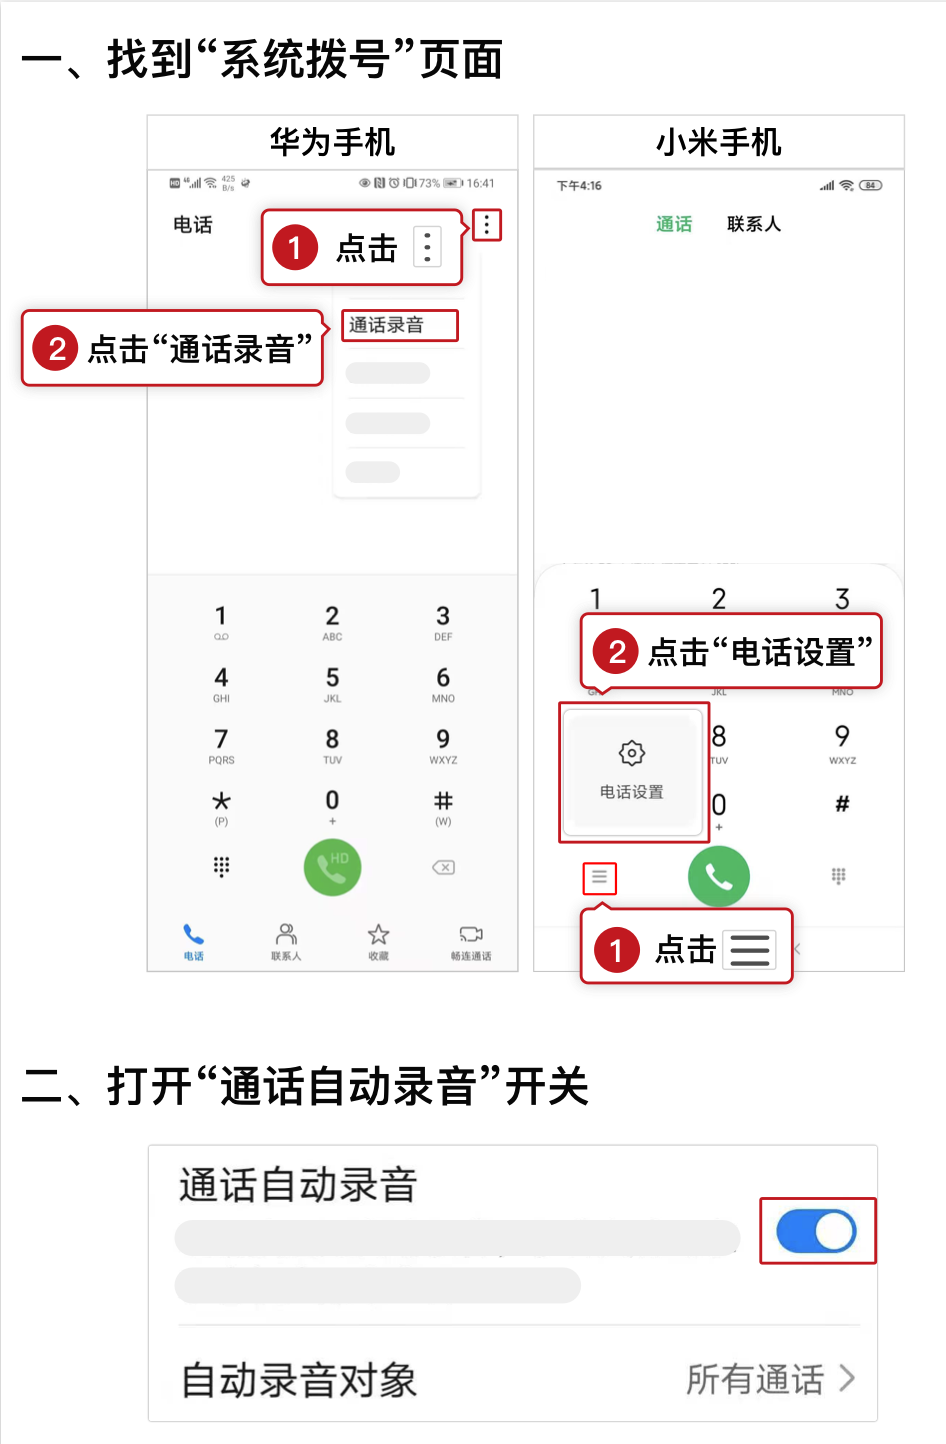 一、找到“系统拨号”页面
华为手机
HD 4G 425 B/s 73% 16:41
电话
1 点击
2 点击“通话录音”
通话录音
1 2 3
ABC DEF
4 5 6
GHI JKL MNO
7 8 9
PQRS TUV WXYZ
* 0 #
(P) + (W)
HD
电话 联系人 收藏 畅连通话
小米手机
下午4:16 84
通话 联系人
1 2 3
2 点击“电话设置”
GH JKL MNO
8 9
TUV WXYZ
电话设置
0 #
+
1 点击
二、打开“通话自动录音”开关
通话自动录音
自动录音对象 所有通话